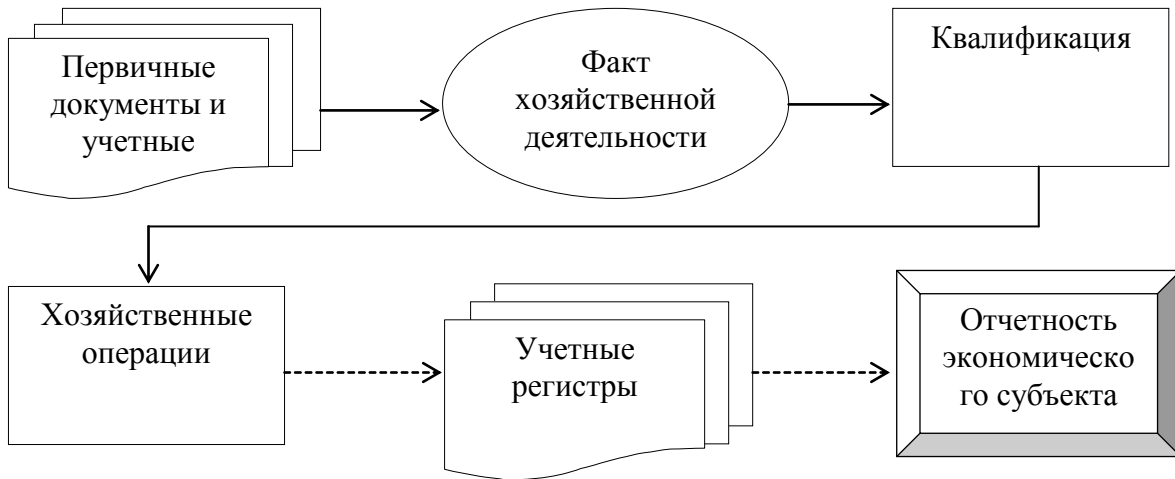 Первичные
документы и
учетные
Факт
хозяйственной
деятельности
Квалификация
Хозяйственные
операции
Учетные
регистры
Отчетность
экономическо
го субъекта